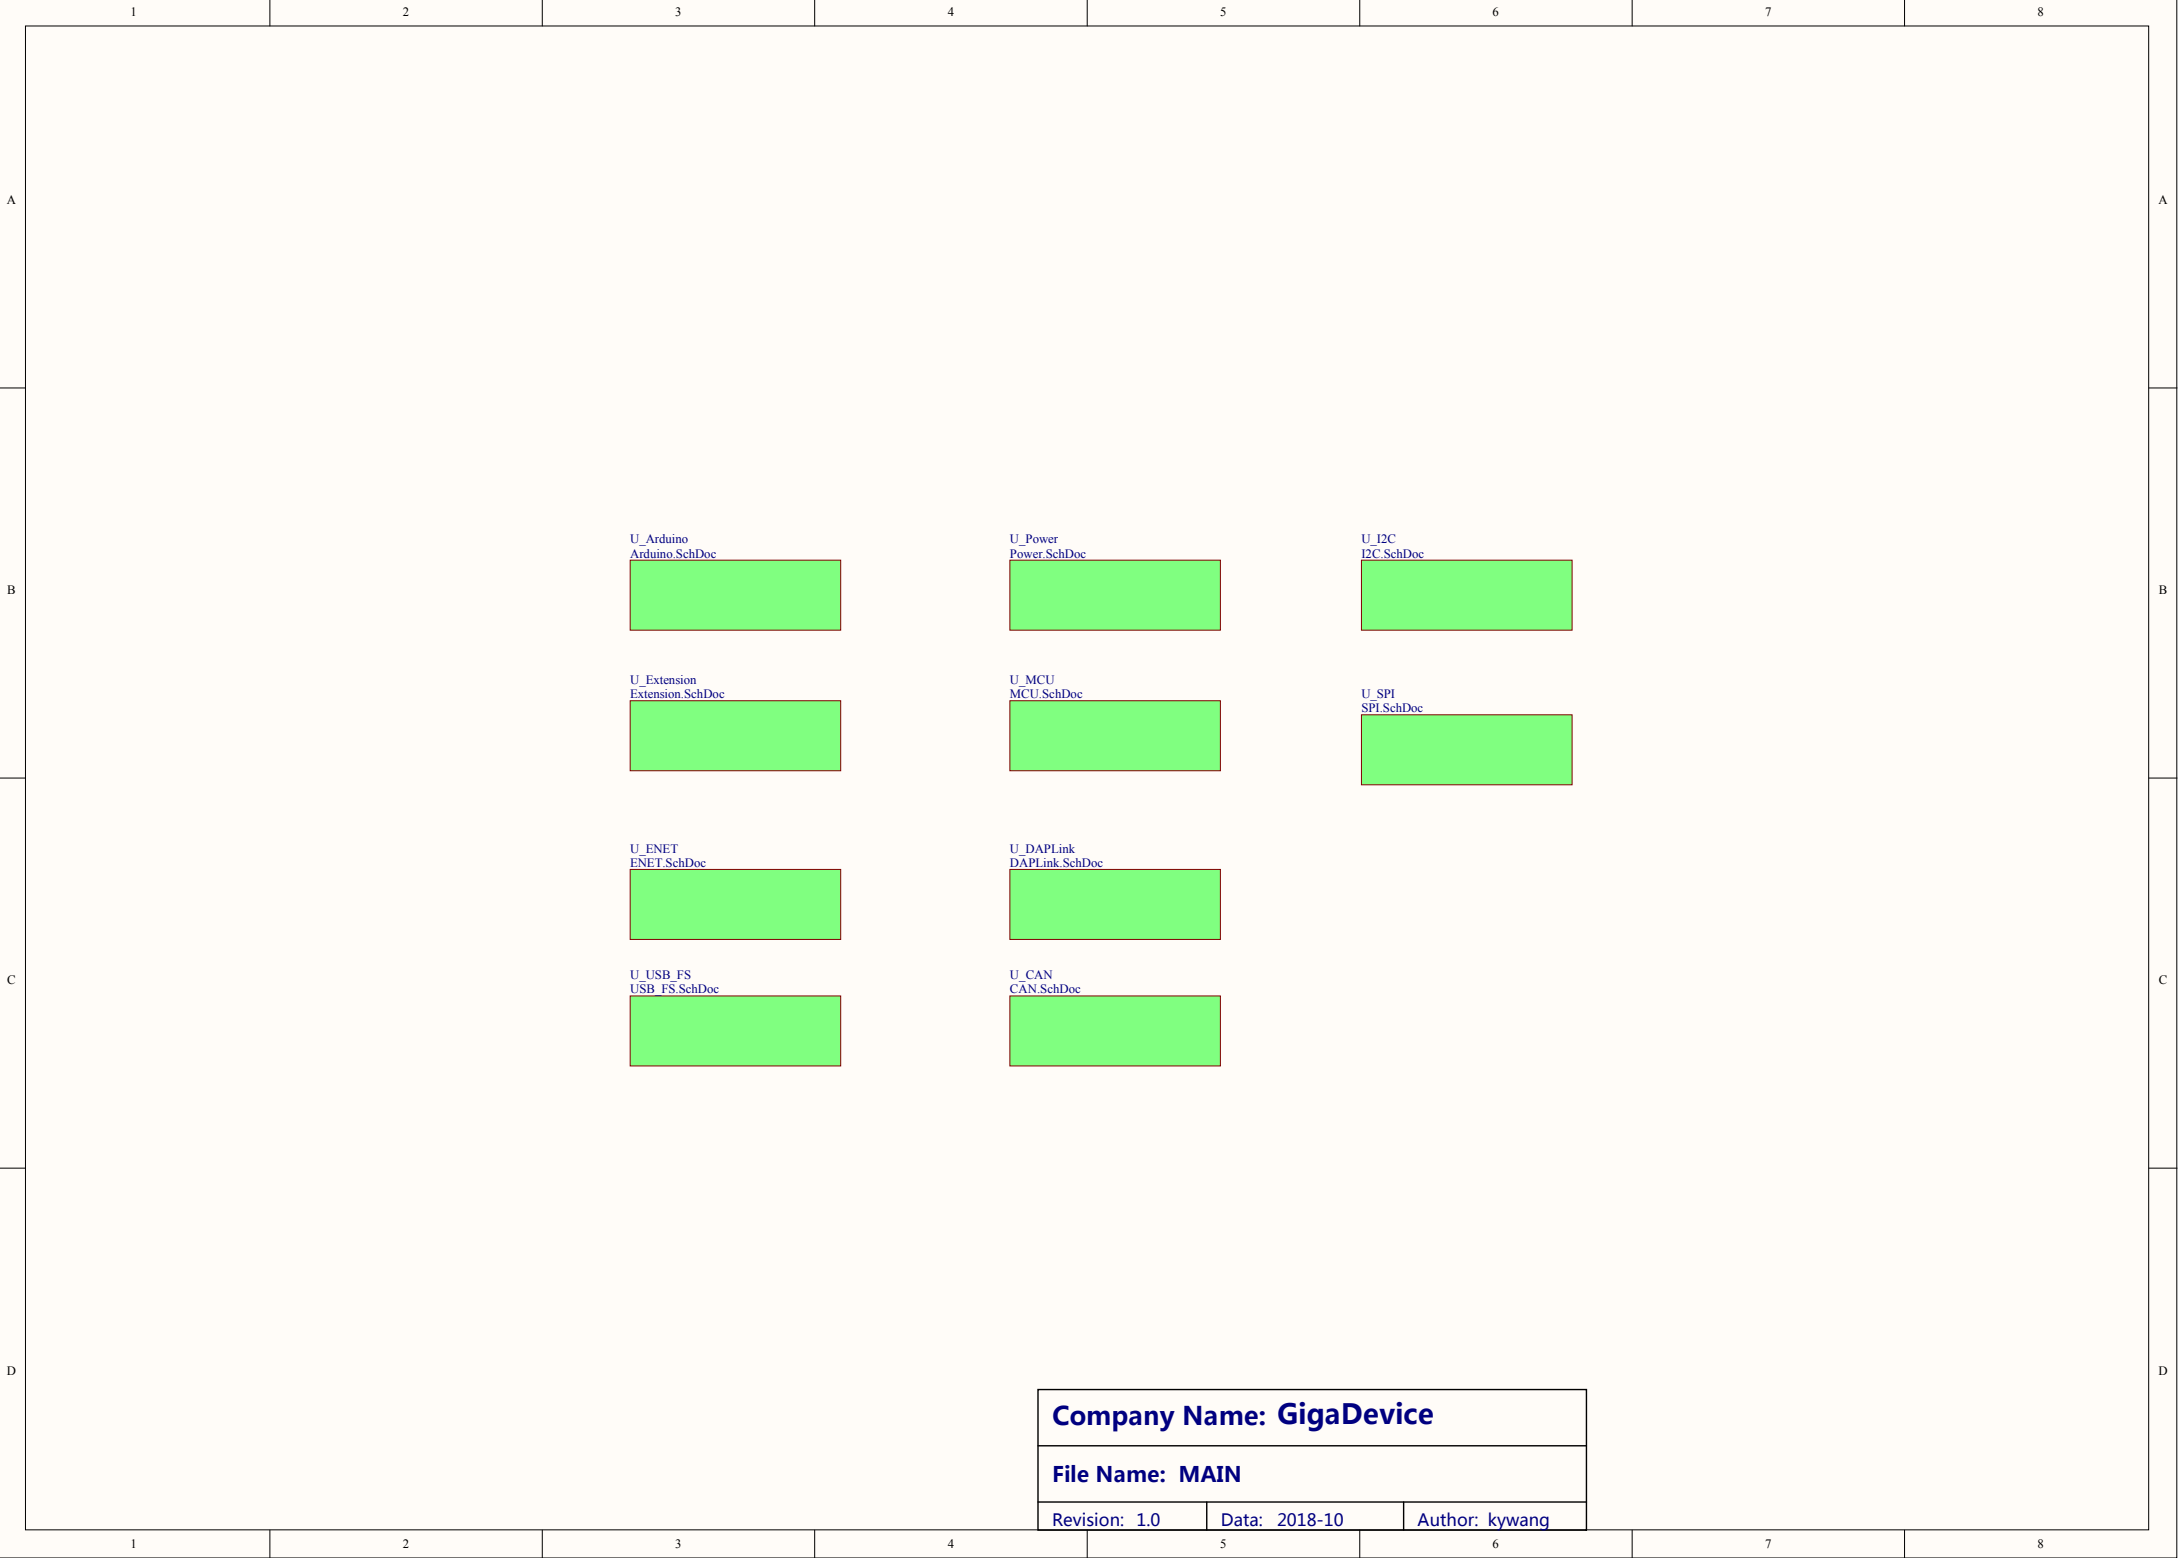 1 2 3 4 5 6 7 8
A A
U_Arduino
Arduino.SchDoc
U_Power
Power.SchDoc
U_I2C
I2C.SchDoc
B B
U_Extension
Extension.SchDoc
U_MCU
MCU.SchDoc
U_SPI
SPI.SchDoc
U_ENET
ENET.SchDoc
U_DAPLink
DAPLink.SchDoc
C C
U_USB_FS
USB_FS.SchDoc
U_CAN
CAN.SchDoc
D D
Company Name: GigaDevice
File Name: MAIN
Revision: 1.0 Data: 2018-10 Author: kywang
1 2 3 4 5 6 7 8